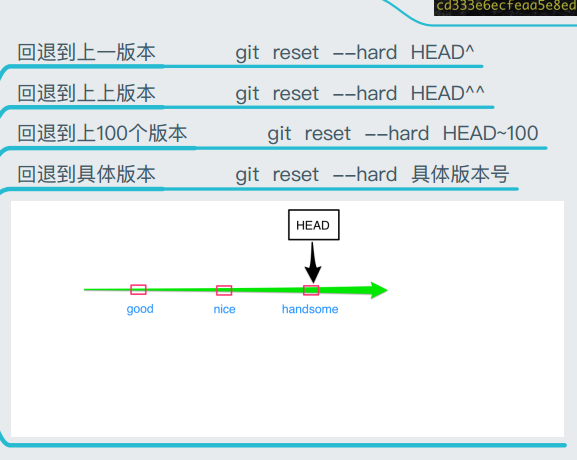 cd333e6ecfeaa5e8ed
回退到上一版本 git reset --hard HEAD^
回退到上上版本 git reset --hard HEAD^^
回退到上100个版本 git reset --hard HEAD~100
回退到具体版本 git reset --hard 具体版本号
HEAD
good nice handsome